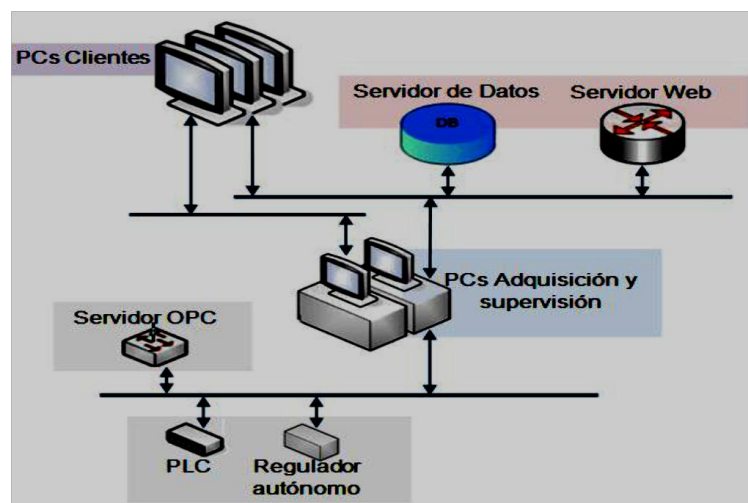 PCs Clientes
Servidor de Datos
Servidor Web
DB
PCs Adquisición y
supervisión
Servidor OPC
PLC
Regulador
autónomo